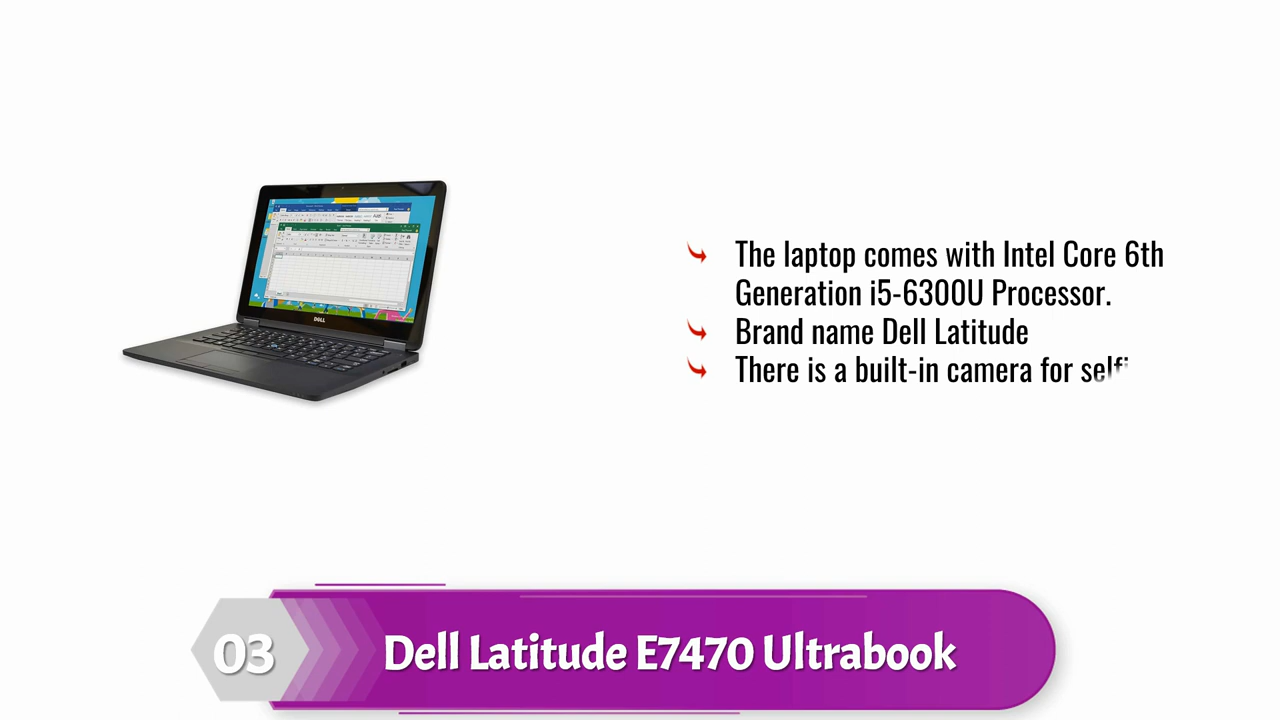 The laptop comes with Intel Core 6th
Generation i5-6300U Processor.
Brand name Dell Latitude
There is a built-in camera for
DELL
03 Dell Latitude E7470 Ultrabook